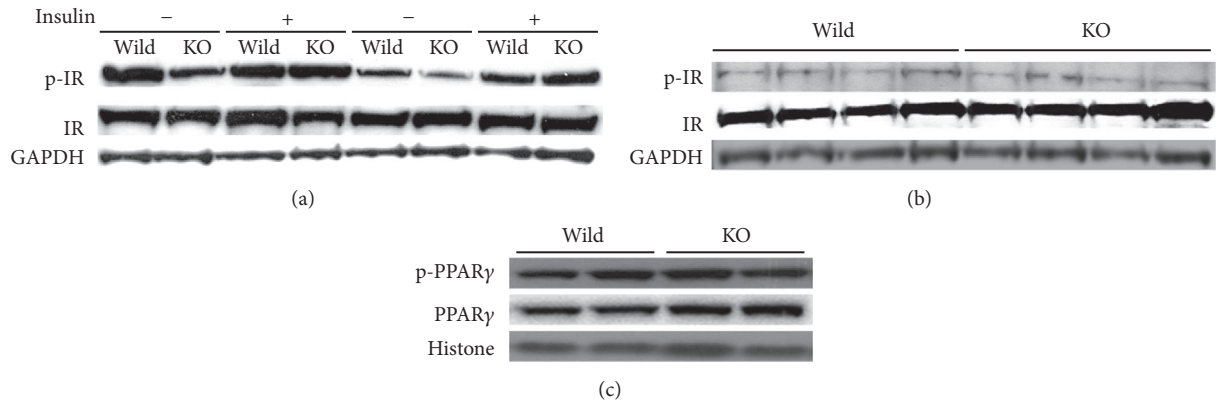 Insulin − + − +
Wild KO Wild KO Wild KO Wild KO
p-IR
IR
GAPDH
(a)
Wild KO
p-IR
IR
GAPDH
(b)
Wild KO
p-PPARγ
PPARγ
Histone
(c)